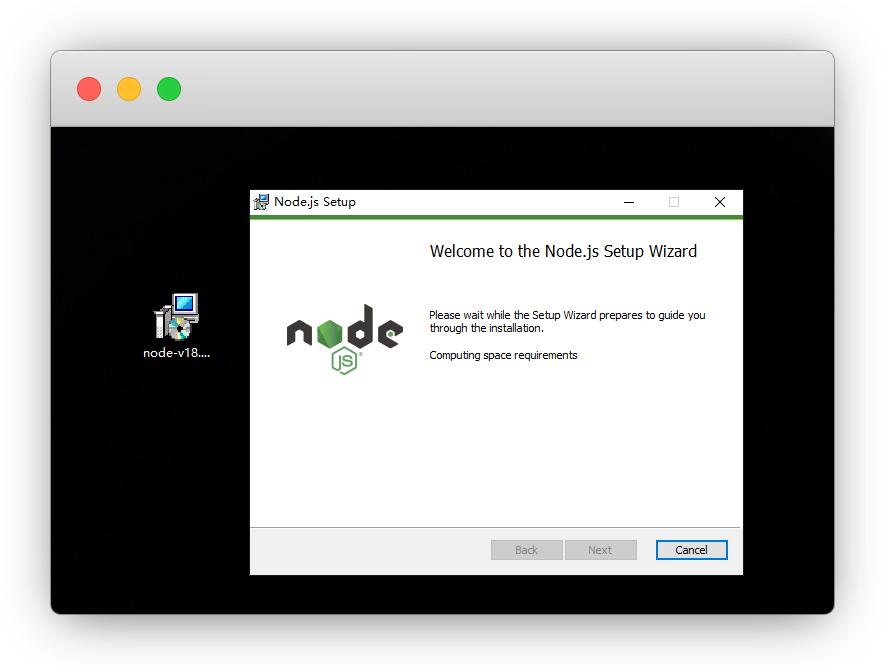 Node.js Setup
Welcome to the Node.js Setup Wizard
node
JS
Please wait while the Setup Wizard prepares to guide you
through the installation.
Computing space requirements
node-v18....
Back
Next
Cancel